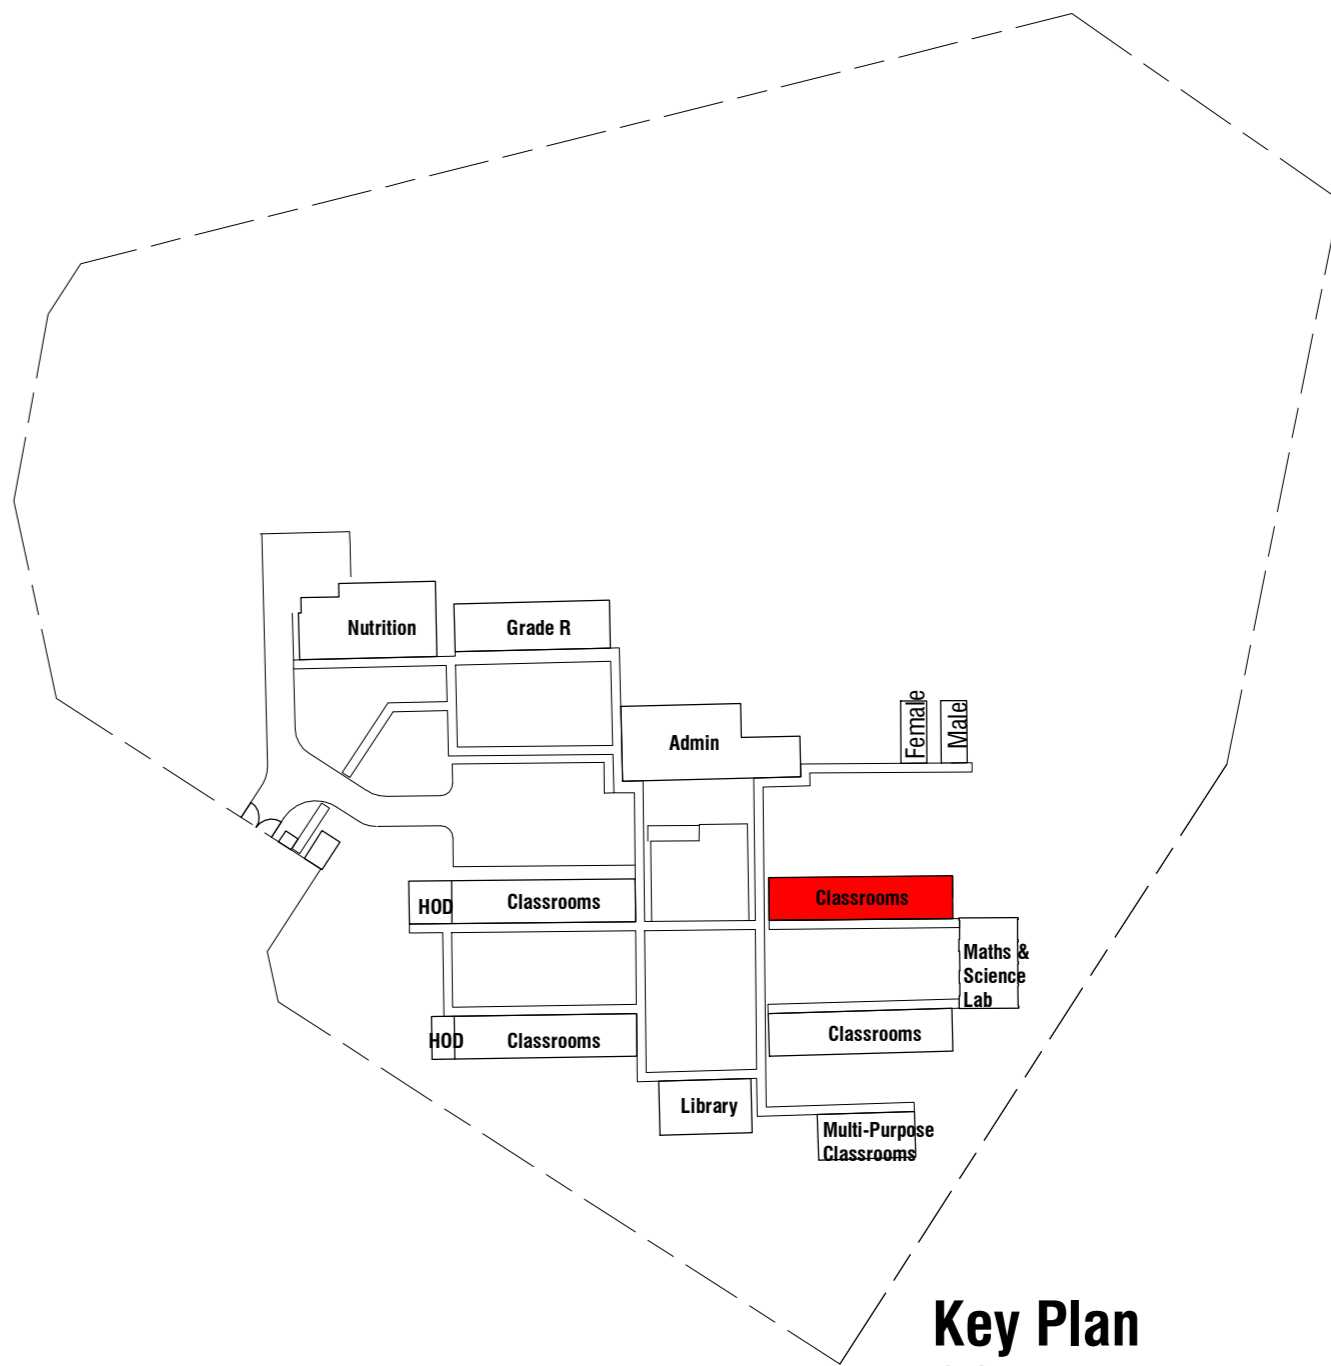 Nutrition
Grade R
Female
Male
Admin
HOD
Classrooms
Classrooms
Maths &
Science
Lab
HOD
Classrooms
Classrooms
Library
Multi-Purpose
Classrooms
Key Plan